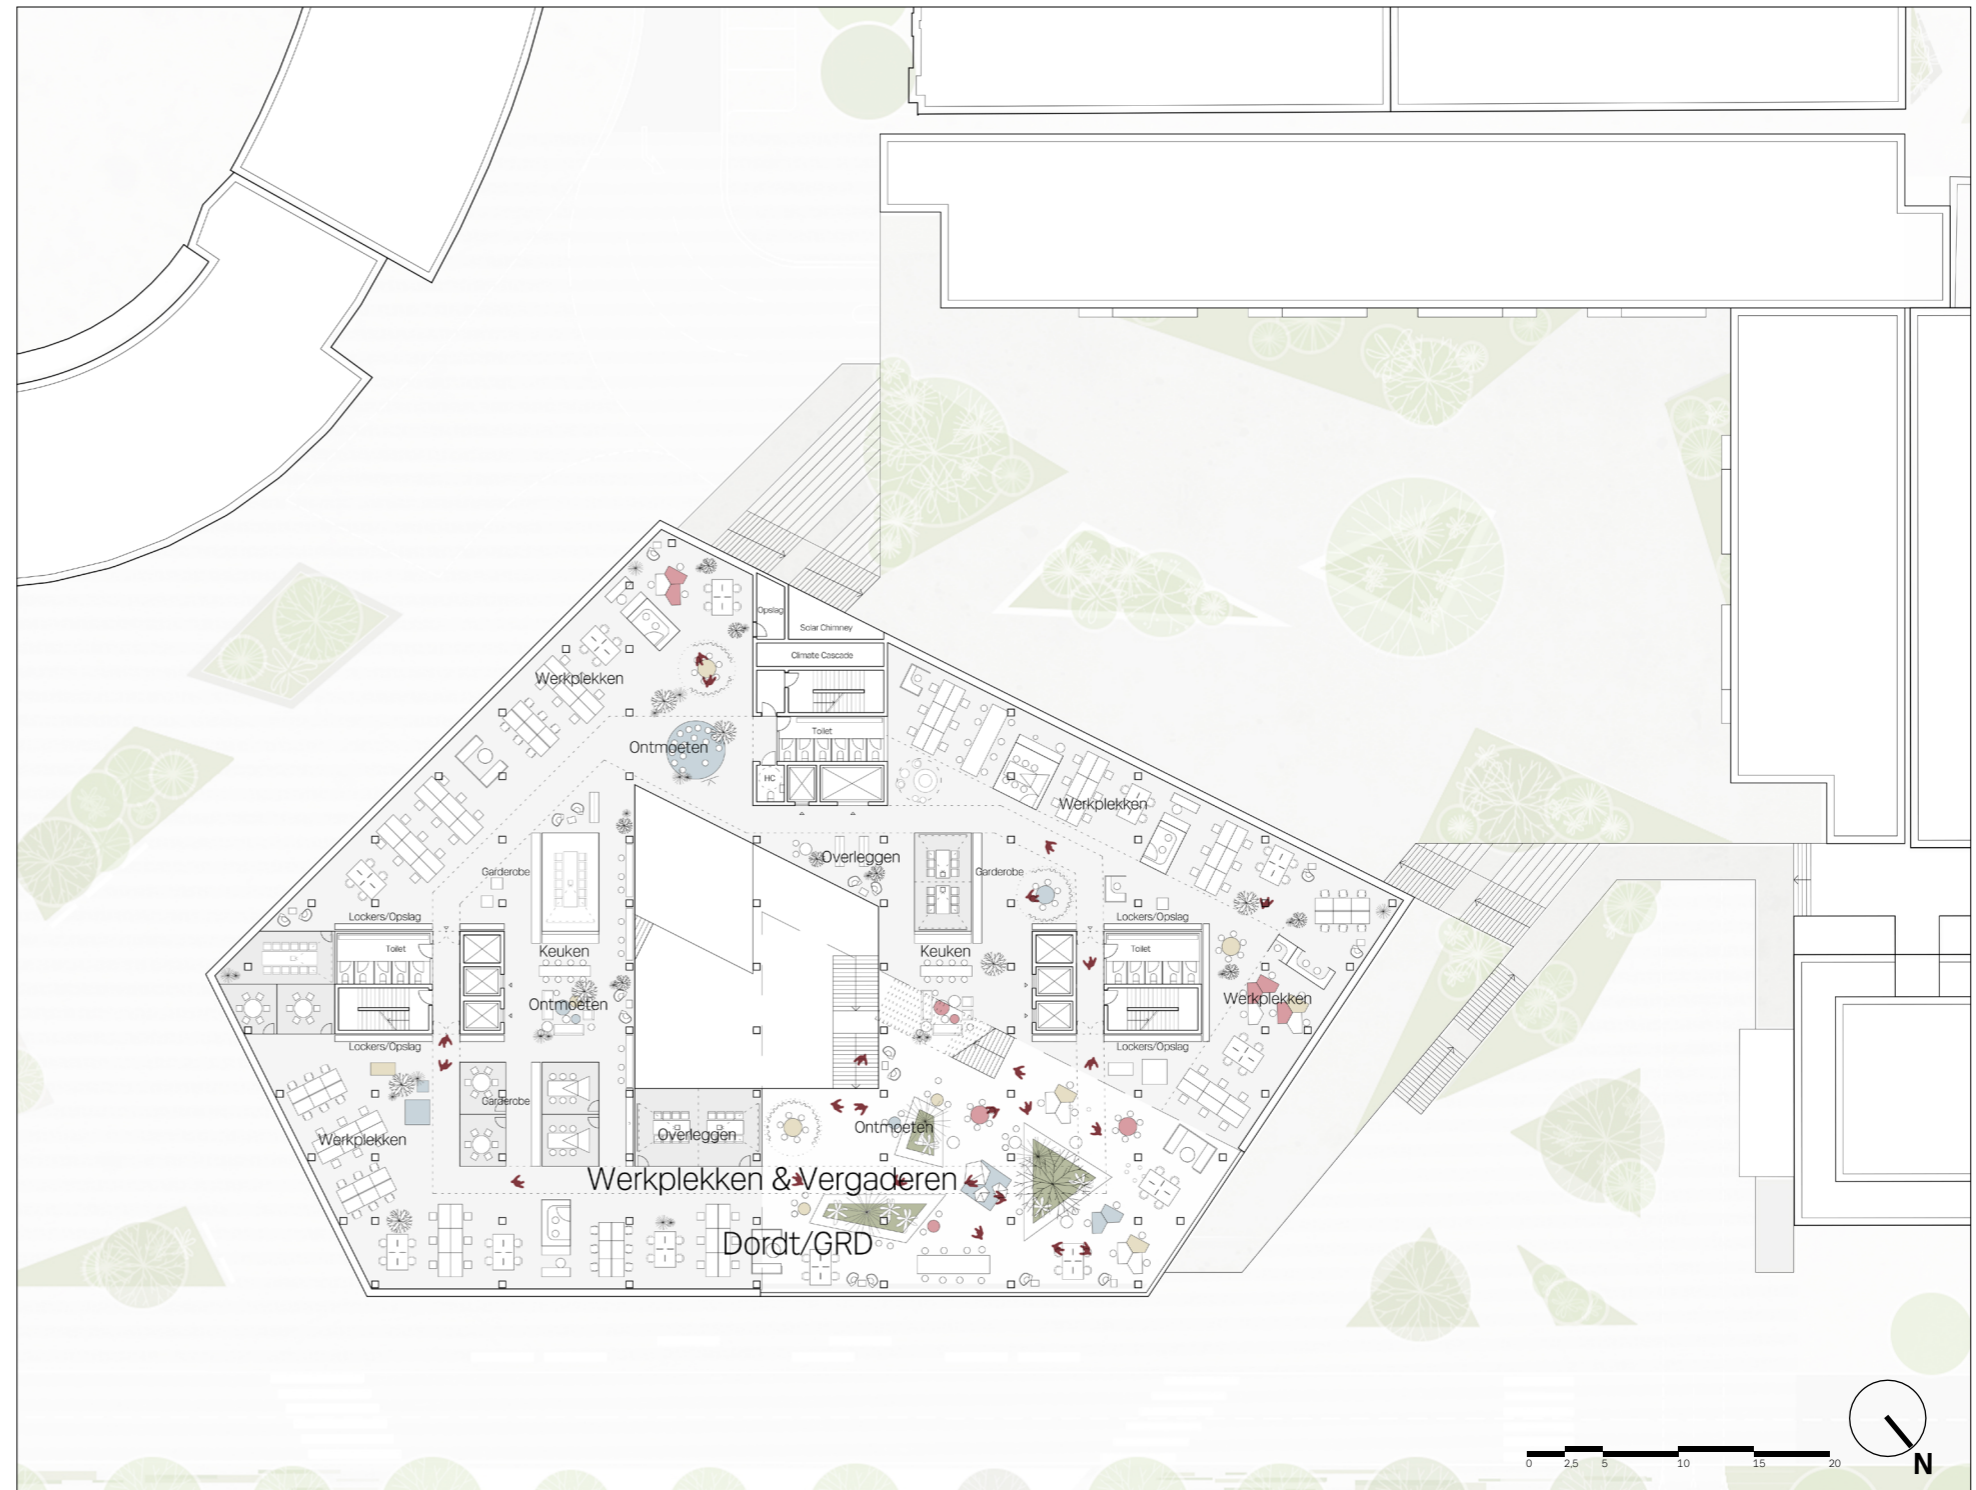 Opslag
Solar Chimney
Climate Cascade
Werkplekken
Toilet
Ontmoeten
HC
Werkplekken
Overleggen
Garderobe
Garderobe
Lockers/Opslag
Lockers/Opslag
Toilet
Keuken
Keuken
Toilet
Ontmoeten
Werkplekken
Lockers/Opslag
Lockers/Opslag
Garderobe
Werkplekken
Overleggen
Ontmoeten
Werkplekken & Vergaderen
Dordt/GRD
0 2,5 5 10 15 20
N